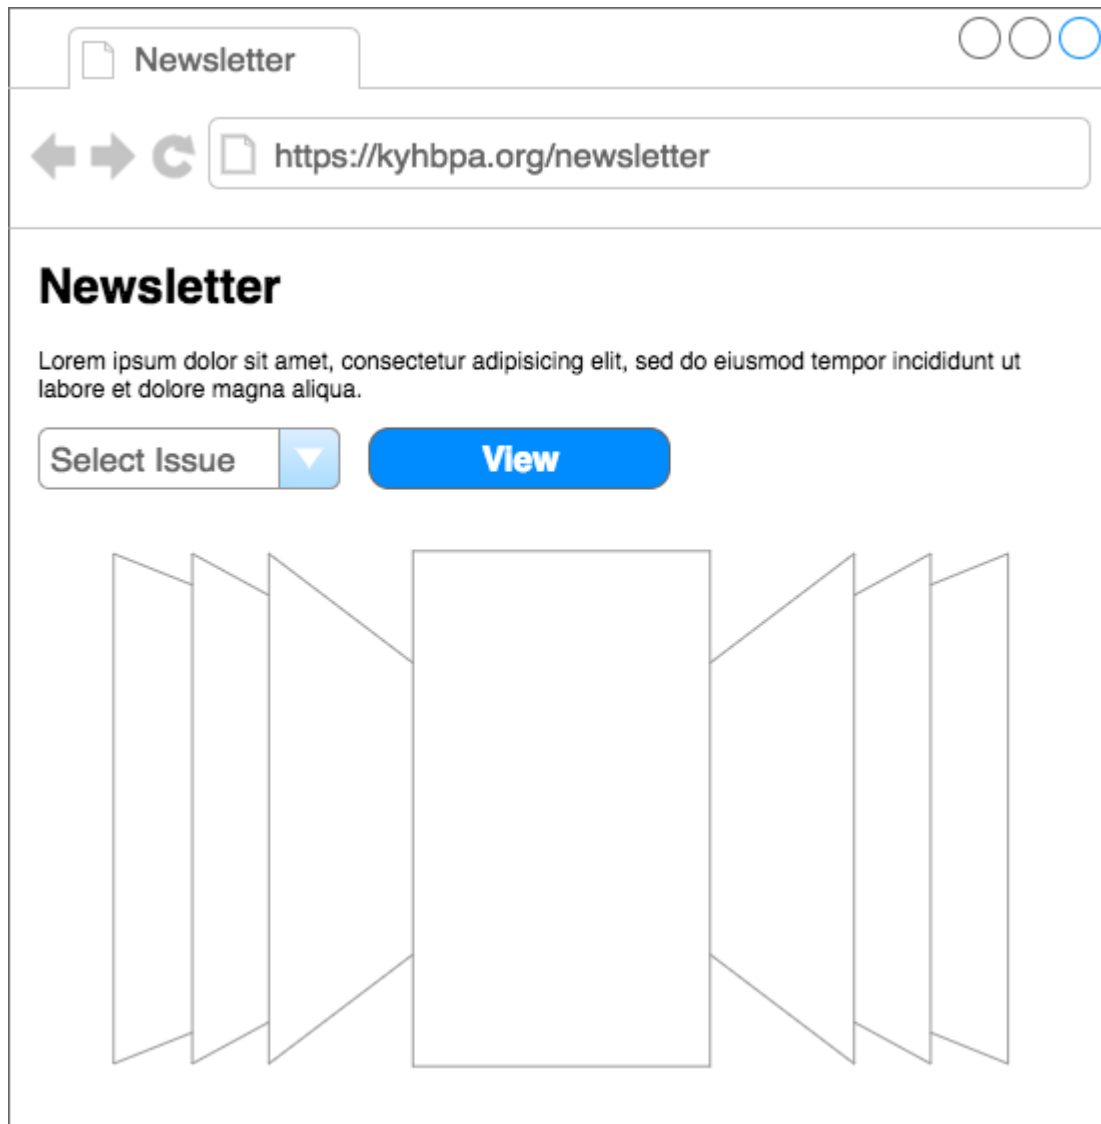 Newsletter
https://kyhbpa.org/newsletter
Newsletter
Lorem ipsum dolor sit amet, consectetur adipisicing elit, sed do eiusmod tempor incididunt ut
labore et dolore magna aliqua.
Select Issue
View